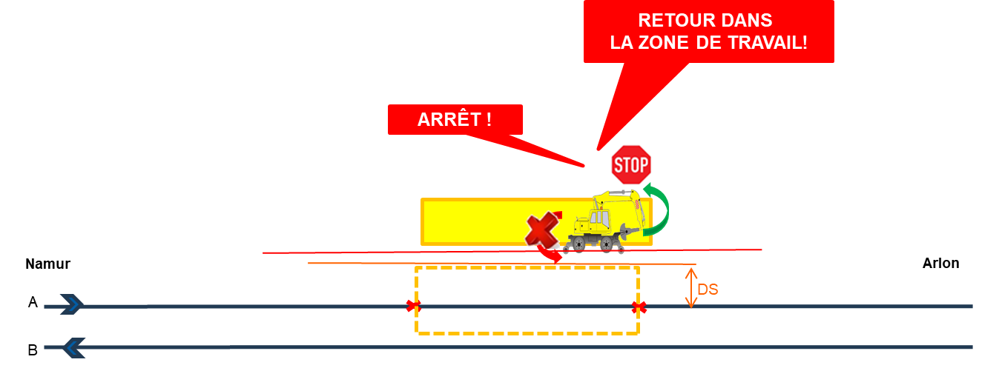 RETOUR DANS
LA ZONE DE TRAVAIL!
ARRÊT !
STOP
Namur
Arlon
DS
A
B